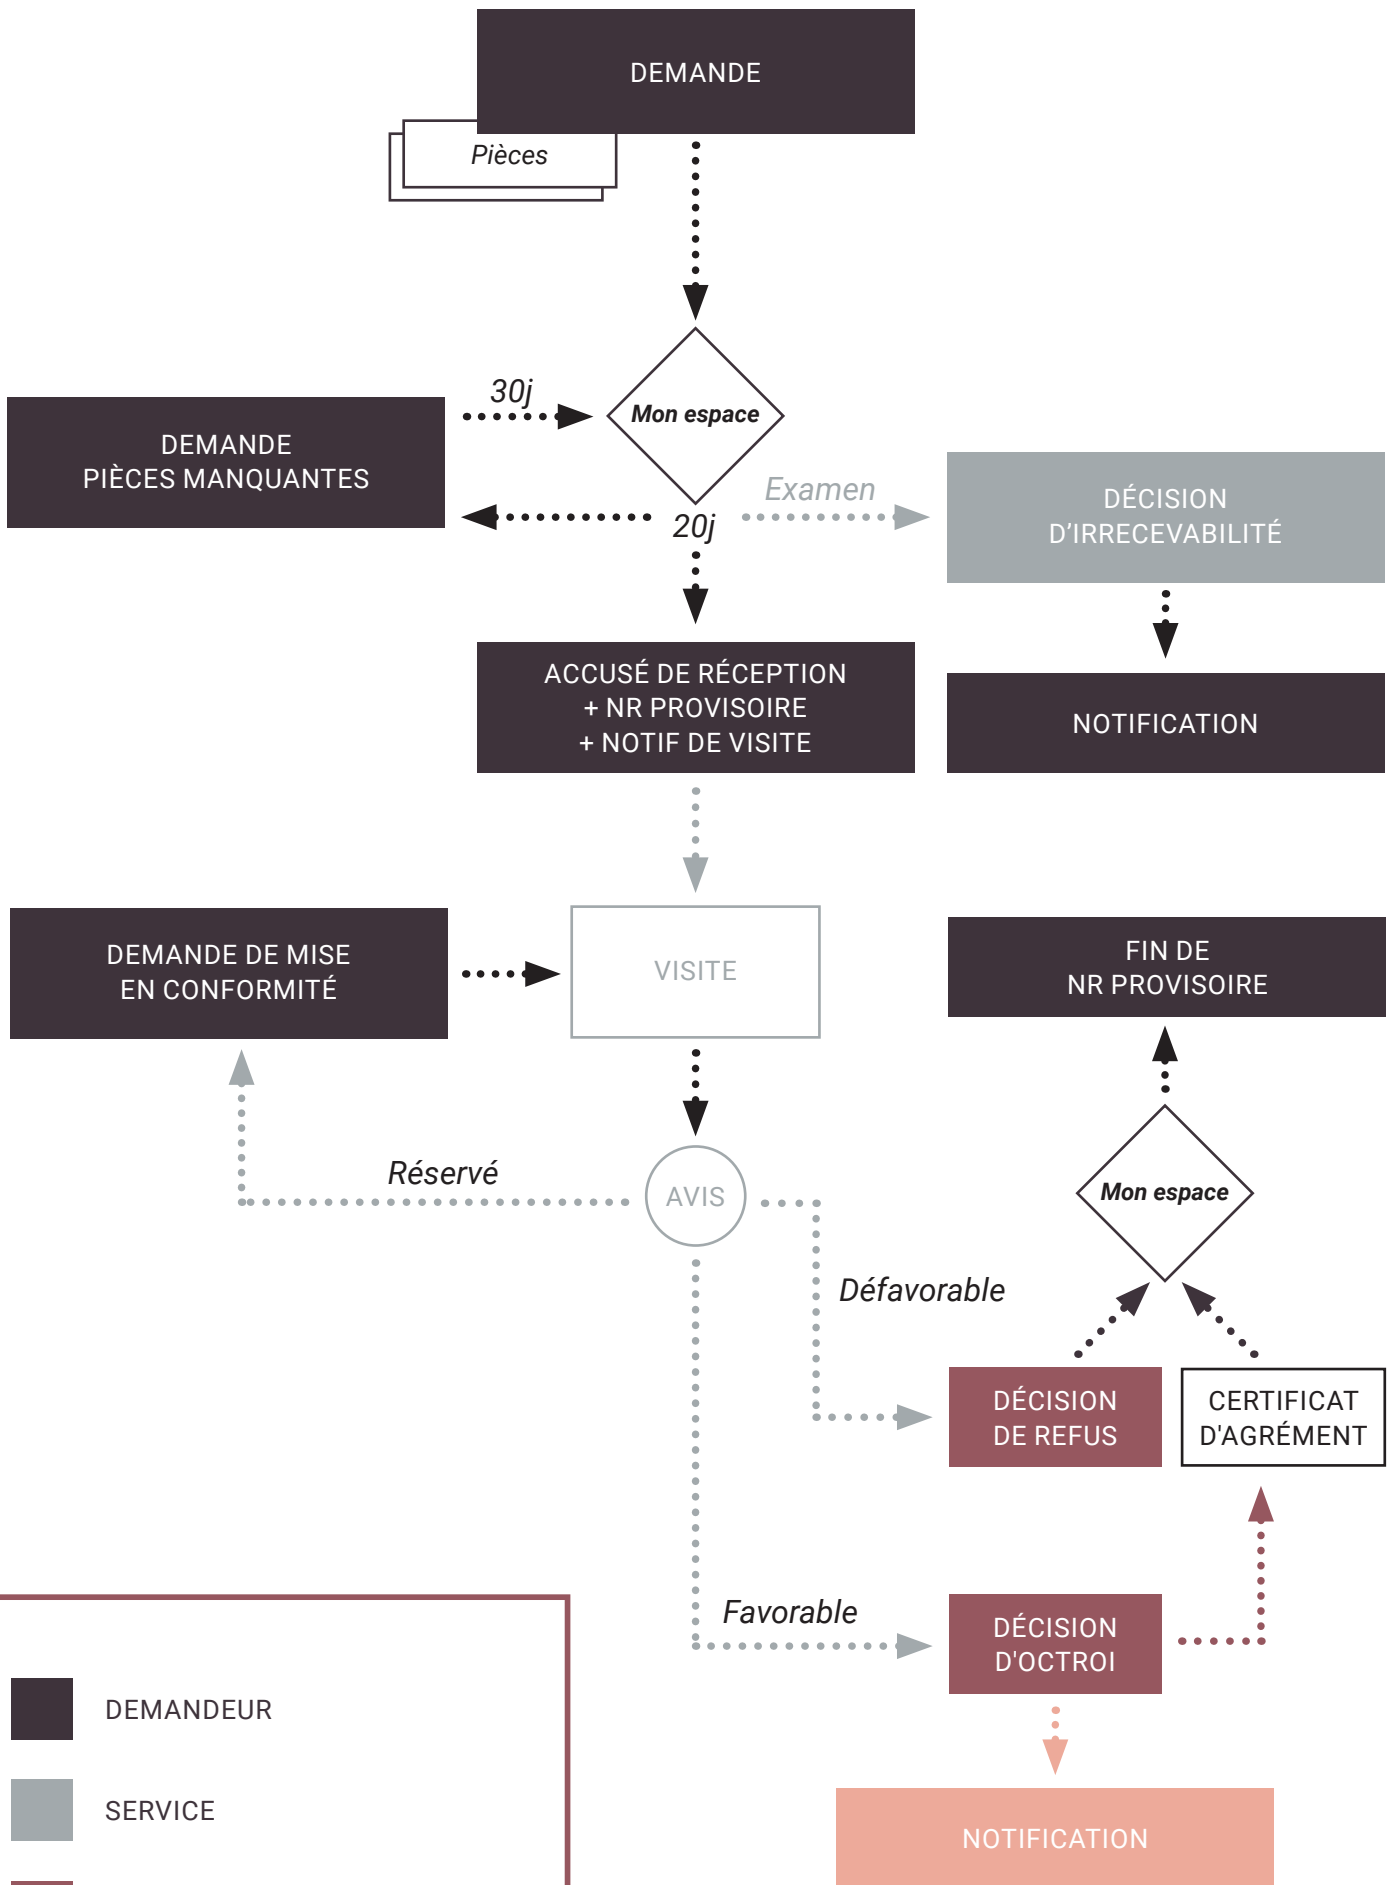 DEMANDE
Pièces
30j
Mon espace
DEMANDE
PIÈCES MANQUANTES
Examen
20j
DÉCISION
D’IRRECEVABILITÉ
ACCUSÉ DE RÉCEPTION
+ NR PROVISOIRE
+ NOTIF DE VISITE
NOTIFICATION
DEMANDE DE MISE
EN CONFORMITÉ
VISITE
FIN DE
NR PROVISOIRE
Réservé
AVIS
Mon espace
Défavorable
DÉCISION
DE REFUS
CERTIFICAT
D'AGRÉMENT
Favorable
DÉCISION
D'OCTROI
DEMANDEUR
SERVICE
NOTIFICATION